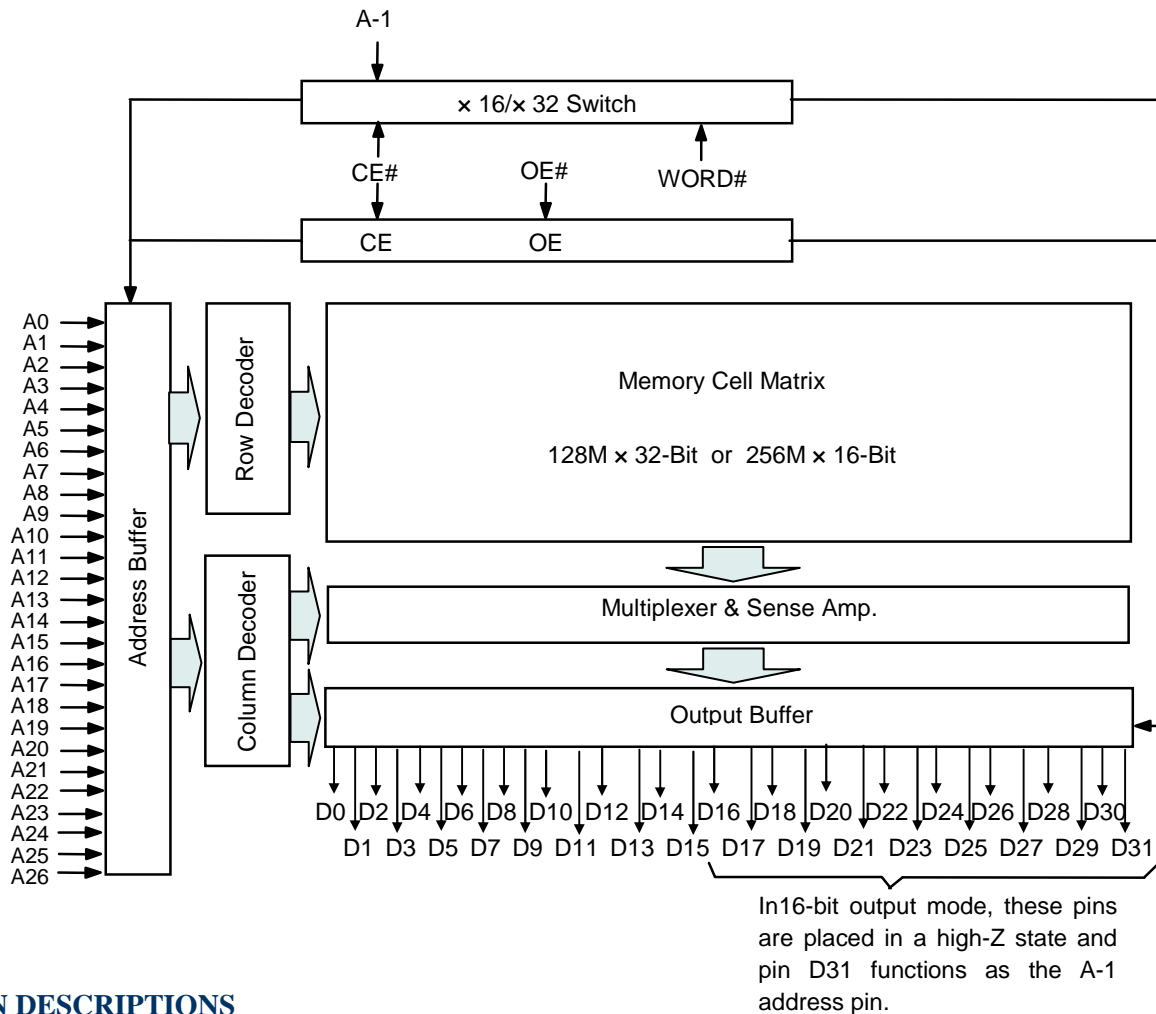 A-1
× 16/× 32 Switch
CE#
OE#
WORD#
CE
OE
A0
A1
A2
A3
A4
A5
A6
A7
A8
A9
A10
A11
A12
A13
A14
A15
A16
A17
A18
A19
A20
A21
A22
A23
A24
A25
A26
Address Buffer
Row Decoder
Column Decoder
Memory Cell Matrix
128M × 32-Bit or 256M × 16-Bit
Multiplexer & Sense Amp.
Output Buffer
D0 D2 D4 D6 D8 D10 D12 D14 D16 D18 D20 D22 D24 D26 D28 D30
D1 D3 D5 D7 D9 D11 D13 D15 D17 D19 D21 D23 D25 D27 D29 D31
In16-bit output mode, these pins
are placed in a high-Z state and
pin D31 functions as the A-1
address pin.
N DESCRIPTIONS